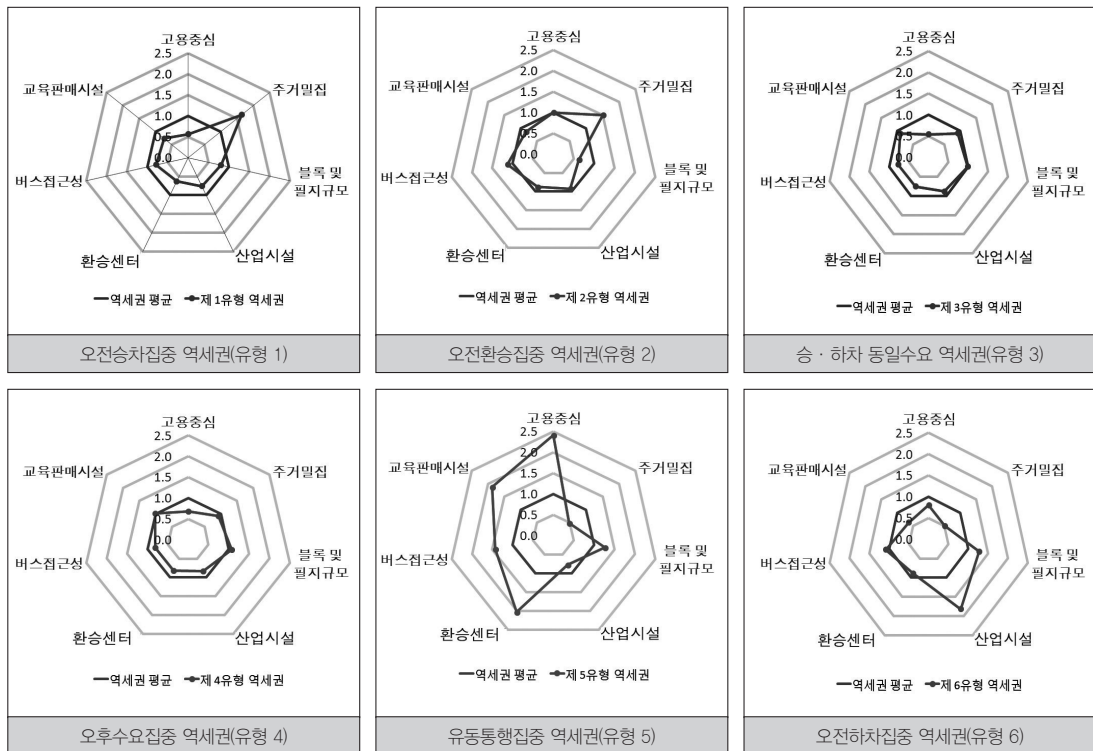 고용중심
2.5
2.0
1.5
1.0
0.5
0.0
주거밀집
블록 및
필지규모
산업시설
환승센터
버스접근성
교육판매시설
역세권 평균 제1유형 역세권
오전승차집중 역세권(유형 1)
고용중심
2.5
2.0
1.5
1.0
0.5
0.0
주거밀집
블록 및
필지규모
산업시설
환승센터
버스접근성
교육판매시설
역세권 평균 제2유형 역세권
오전환승집중 역세권(유형 2)
고용중심
2.5
2.0
1.5
1.0
0.5
0.0
주거밀집
블록 및
필지규모
산업시설
환승센터
버스접근성
교육판매시설
역세권 평균 제3유형 역세권
승 · 하차 동일수요 역세권(유형 3)
고용중심
2.5
2.0
1.5
1.0
0.5
0.0
주거밀집
블록 및
필지규모
산업시설
환승센터
버스접근성
교육판매시설
역세권 평균 제4유형 역세권
오후수요집중 역세권(유형 4)
고용중심
2.5
2.0
1.5
1.0
0.5
0.0
주거밀집
블록 및
필지규모
산업시설
환승센터
버스접근성
교육판매시설
역세권 평균 제5유형 역세권
유동통행집중 역세권(유형 5)
고용중심
2.5
2.0
1.5
1.0
0.5
0.0
주거밀집
블록 및
필지규모
산업시설
환승센터
버스접근성
교육판매시설
역세권 평균 제6유형 역세권
오전하차집중 역세권(유형 6)